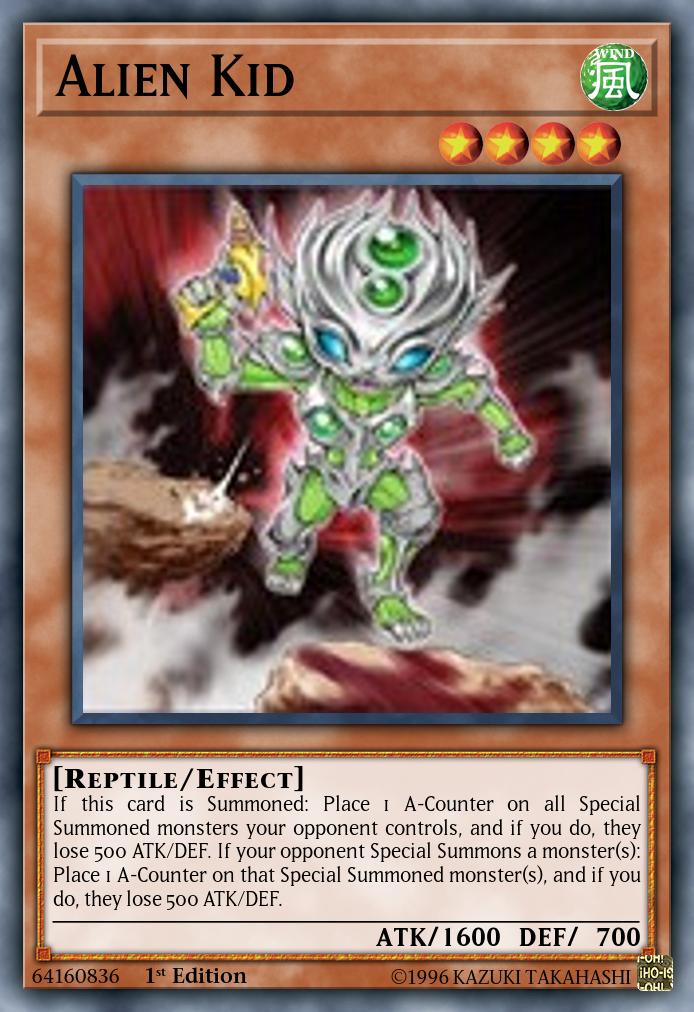 ALIEN KID
WIND
風
[REPTILE/EFFECT]
If this card is Summoned: Place 1 A-Counter on all Special
Summoned monsters your opponent controls, and if you do, they
lose 500 ATK/DEF. If your opponent Special Summons a monster(s):
Place 1 A-Counter on that Special Summoned monster(s), and if you
do, they lose 500 ATK/DEF.
ATK/1600 DEF/ 700
64160836 1st Edition ©1996 KAZUKI TAKAHASHI